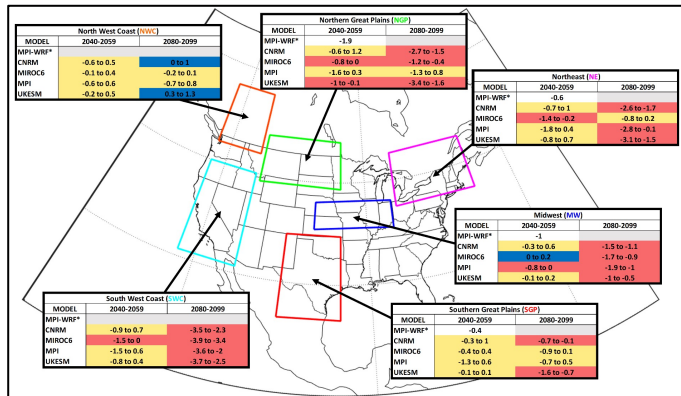 North West Coast (NWC)
MODEL 2040-2059 2080-2099
MPI-WRF*
CNRM -0.6 to 0.5 0 to 1
MIROC6 -0.1 to 0.4 -0.2 to 0.1
MPI -0.6 to 0.6 -0.7 to 0.8
UKESM -0.2 to 0.5 0.3 to 1.3
Northern Great Plains (NGP)
MODEL 2040-2059 2080-2099
MPI-WRF* -1.9
CNRM -0.6 to 1.2 -2.7 to -1.5
MIROC6 -0.8 to 0 -1.2 to -0.4
MPI -1.6 to 0.3 -1.3 to 0.8
UKESM -1 to -0.1 -3.4 to -1.6
Northeast (NE)
MODEL 2040-2059 2080-2099
MPI-WRF* -0.6
CNRM -0.7 to 1 -2.6 to -1.7
MIROC6 -1.4 to -0.2 -0.8 to 0.2
MPI -1.8 to 0.4 -2.8 to -0.1
UKESM -0.8 to 0.7 -3.1 to -1.5
Midwest (MW)
MODEL 2040-2059 2080-2099
MPI-WRF* -1
CNRM -0.3 to 0.6 -1.5 to -1.1
MIROC6 0 to 0.2 -1.7 to -0.9
MPI -0.8 to 0 -1.9 to -1
UKESM -0.1 to 0.2 -1 to -0.5
South West Coast (SWC)
MODEL 2040-2059 2080-2099
MPI-WRF*
CNRM -0.9 to 0.7 -3.5 to -2.3
MIROC6 -1.5 to 0 -3.9 to -3.4
MPI -1.5 to 0.6 -3.6 to -2
UKESM -0.8 to 0.4 -3.7 to -2.5
Southern Great Plains (SGP)
MODEL 2040-2059 2080-2099
MPI-WRF* -0.4
CNRM -0.3 to 1 -0.7 to -0.1
MIROC6 -0.4 to 0.4 -0.9 to 0.1
MPI -1.3 to 0.6 -0.7 to 0.5
UKESM -0.1 to 0.1 -1.6 to -0.7